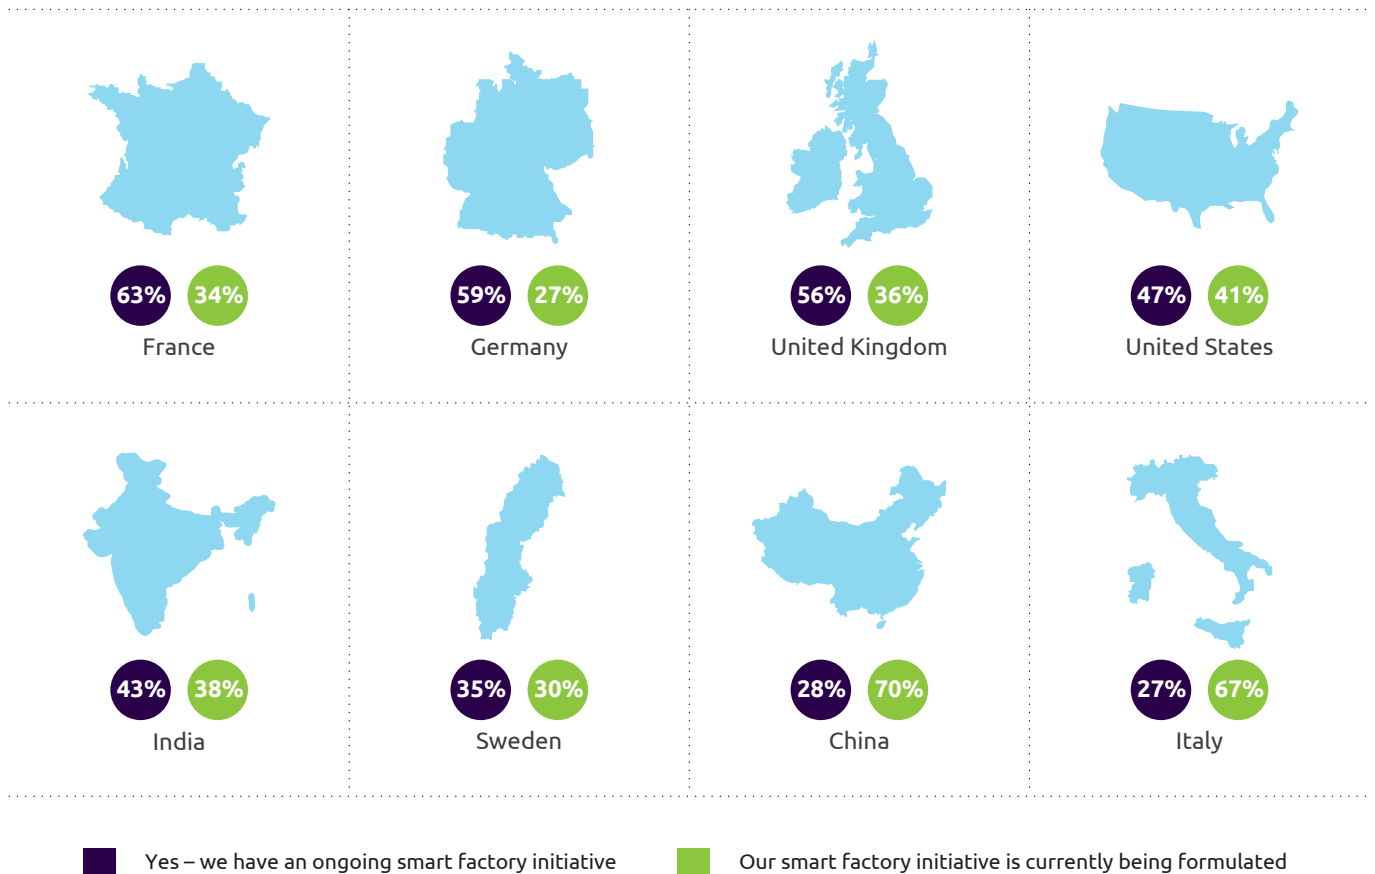 63% 34%
France
59% 27%
Germany
56% 36%
United Kingdom
47% 41%
United States
43% 38%
India
35% 30%
Sweden
28% 70%
China
27% 67%
Italy
Yes – we have an ongoing smart factory initiative
Our smart factory initiative is currently being formulated